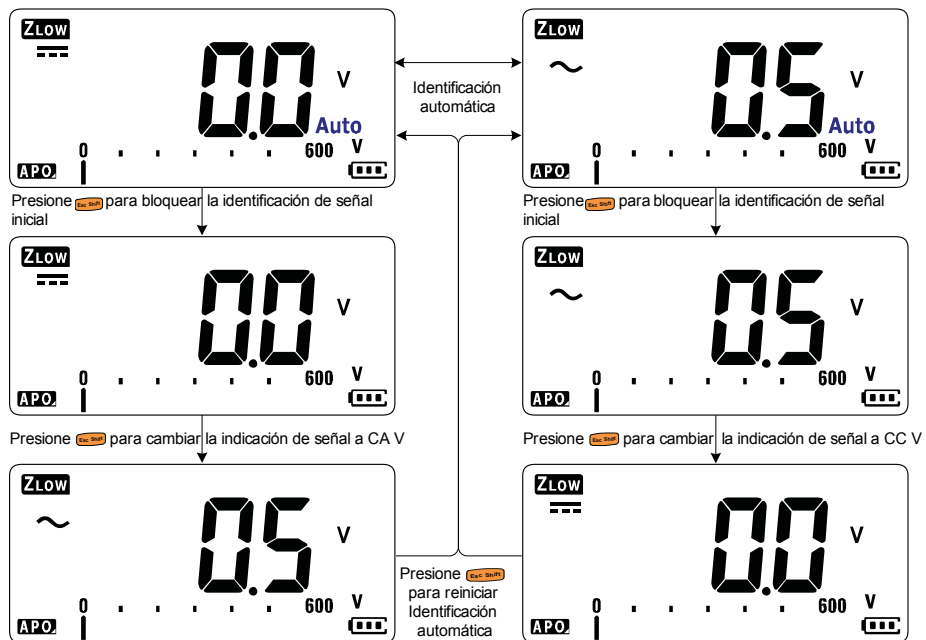 ZLOW
0.0 V
Auto
0 600 V
APO
ZLOW
0.5 V
Auto
0 600 V
APO
Identificación
automática
Presione Esc Shift para bloquear la identificación de señal
inicial
Presione Esc Shift para bloquear la identificación de señal
inicial
ZLOW
0.0 V
0 600 V
APO
ZLOW
0.5 V
0 600 V
APO
Presione Esc Shift para cambiar la indicación de señal a CA V
Presione Esc Shift para cambiar la indicación de señal a CC V
ZLOW
0.5 V
0 600 V
APO
ZLOW
0.0 V
0 600 V
APO
Presione Esc Shift
para reiniciar
Identificación
automática